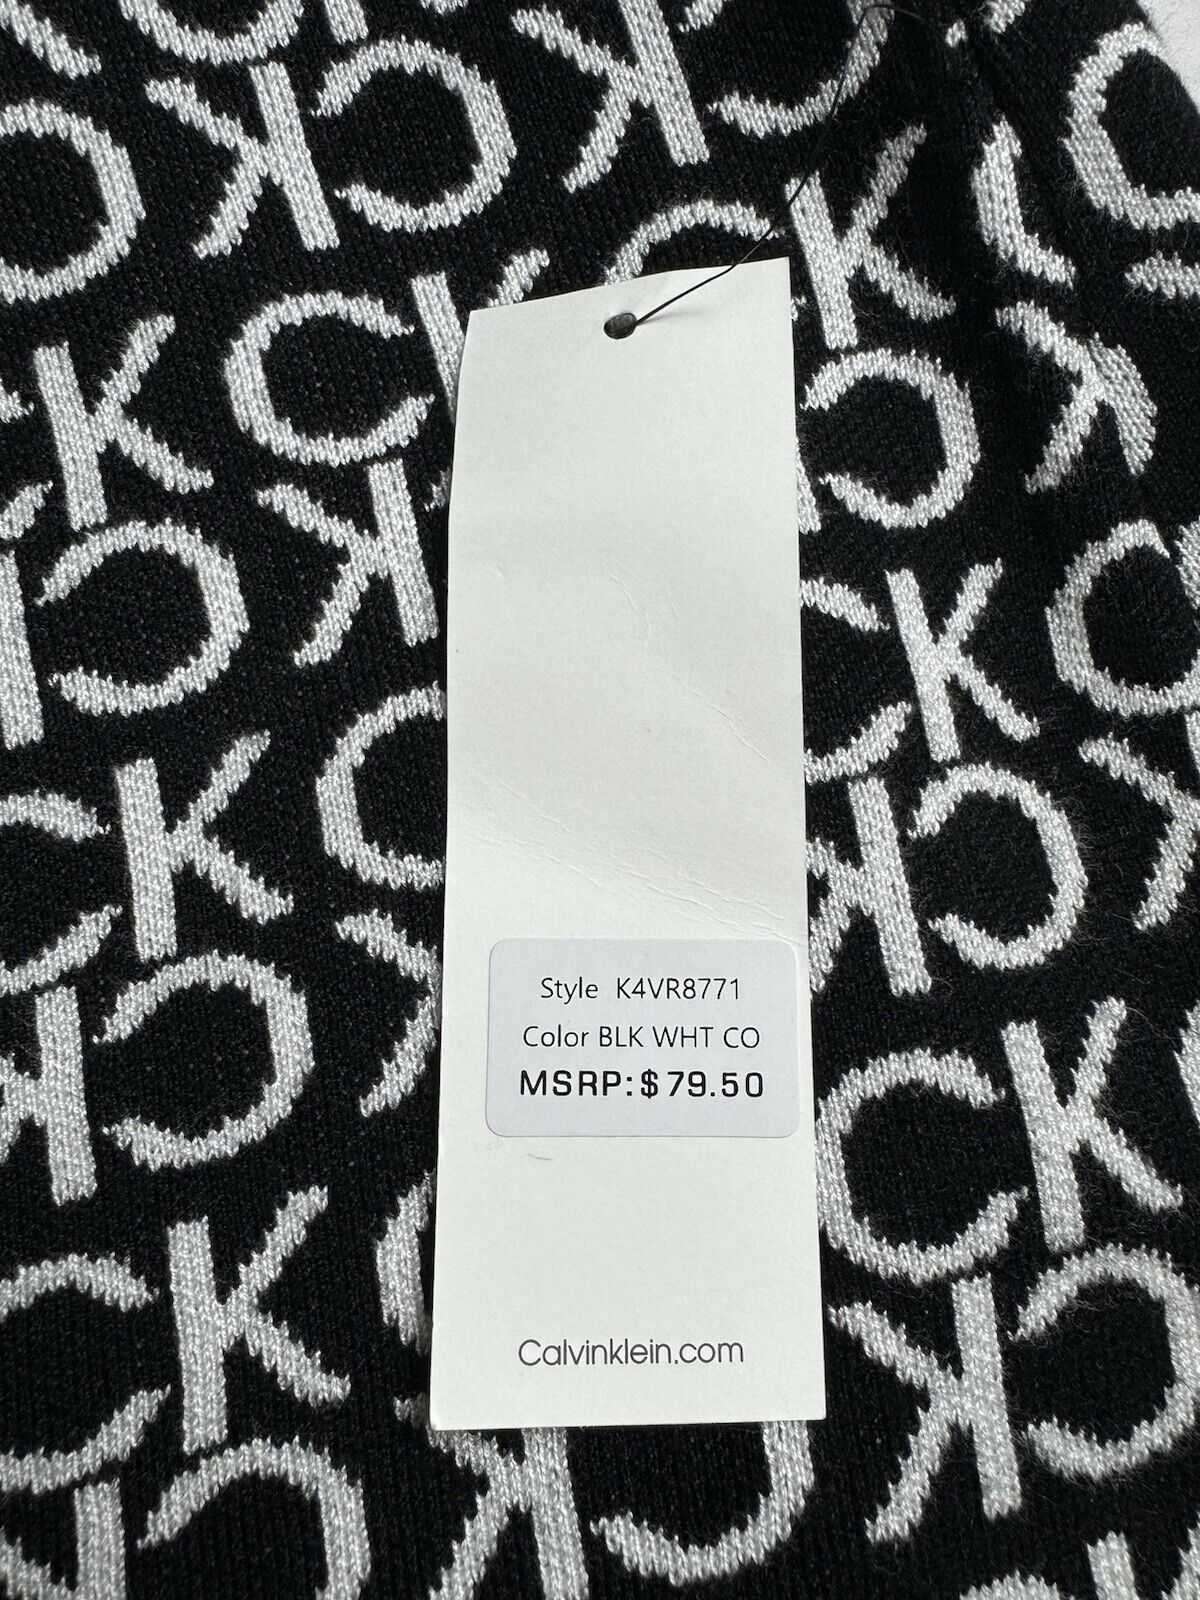 Style K4VR8771
Color BLK WHT CO
MSRP:$79.50
Calvinklein.com